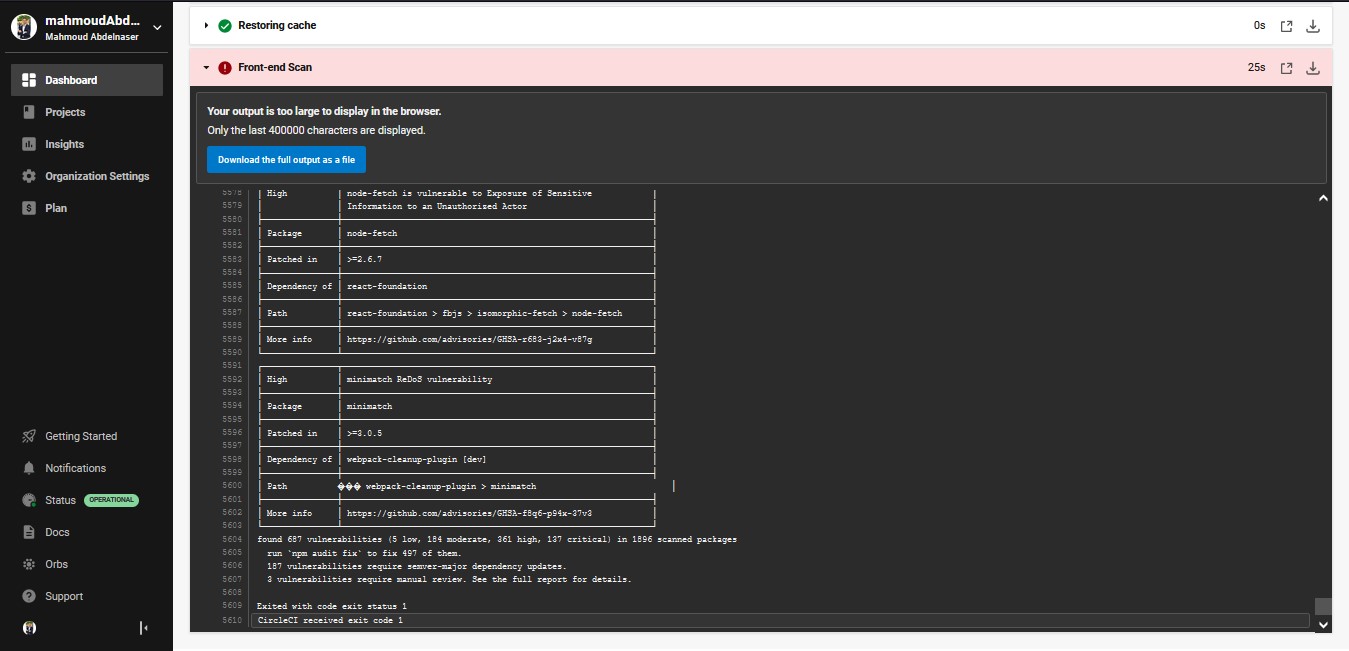 mahmoudAbd...
Mahmoud Abdelnaser
Dashboard
Projects
Insights
Organization Settings
Plan
Getting Started
Notifications
Status OPERATIONAL
Docs
Orbs
Support
Restoring cache 0s
Front-end Scan 25s
Your output is too large to display in the browser.
Only the last 400000 characters are displayed.
Download the full output as a file
5578 High node-fetch is vulnerable to Exposure of Sensitive
5579 Information to an Unauthorized Actor
5580
5581 Package node-fetch
5582
5583 Patched in >=2.6.7
5584
5585 Dependency of react-foundation
5586
5587 Path react-foundation > fbjs > isomorphic-fetch > node-fetch
5588
5589 More info https://github.com/advisories/GHSA-r683-j2x4-v87g
5590
5591
5592 High minimatch ReDoS vulnerability
5593
5594 Package minimatch
5595
5596 Patched in >=3.0.5
5597
5598 Dependency of webpack-cleanup-plugin [dev]
5599
5600 Path ��� webpack-cleanup-plugin > minimatch
5601
5602 More info https://github.com/advisories/GHSA-f8q6-p94x-37v3
5603
5604 found 687 vulnerabilities (5 low, 184 moderate, 361 high, 137 critical) in 1896 scanned packages
5605 run `npm audit fix` to fix 497 of them.
5606 187 vulnerabilities require semver-major dependency updates.
5607 3 vulnerabilities require manual review. See the full report for details.
5608
5609 Exited with code exit status 1
5610 CircleCI received exit code 1